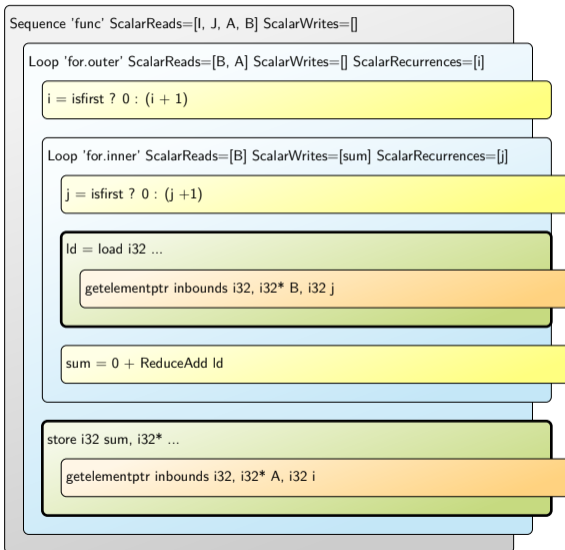 Sequence 'func' ScalarReads=[I, J, A, B] ScalarWrites=[]
Loop 'for.outer' ScalarReads=[B, A] ScalarWrites=[] ScalarRecurrences=[i]
i = isfirst ? 0 : (i + 1)
Loop 'for.inner' ScalarReads=[B] ScalarWrites=[sum] ScalarRecurrences=[j]
j = isfirst ? 0 : (j +1)
ld = load i32 ...
getelementptr inbounds i32, i32* B, i32 j
sum = 0 + ReduceAdd ld
store i32 sum, i32* ...
getelementptr inbounds i32, i32* A, i32 i